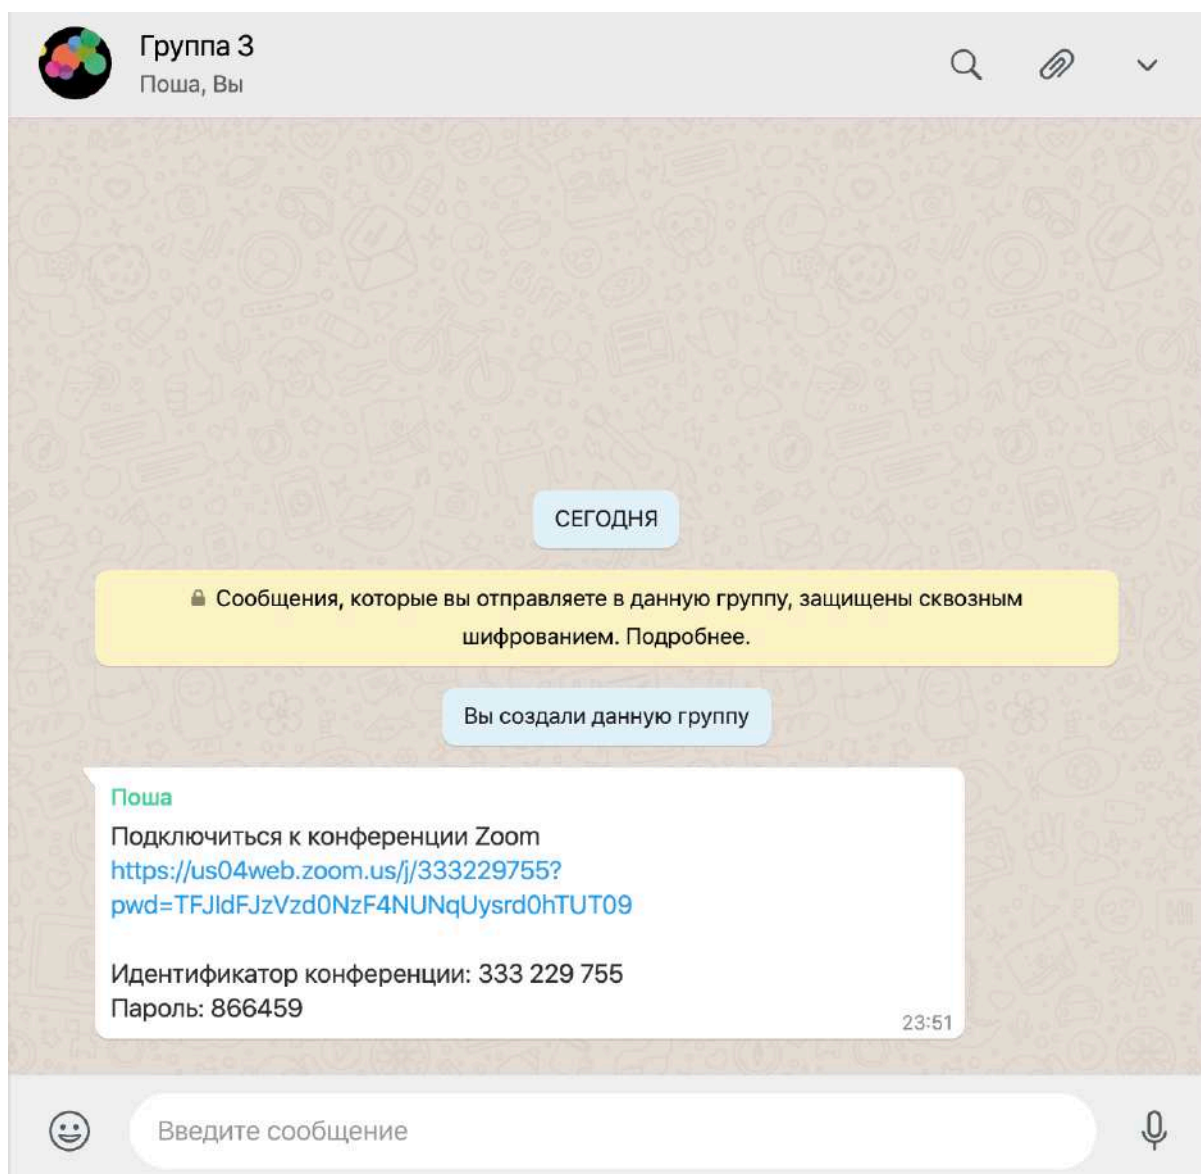 Группа 3
Поша, Вы
СЕГОДНЯ
Сообщения, которые вы отправляете в данную группу, защищены сквозным
шифрованием. Подробнее.
Вы создали данную группу
Поша
Подключиться к конференции Zoom
https://us04web.zoom.us/j/333229755?
pwd=TFJldFJzVzd0NzF4NUNqUysrd0hTUT09
Идентификатор конференции: 333 229 755
Пароль: 866459
23:51
Введите сообщение